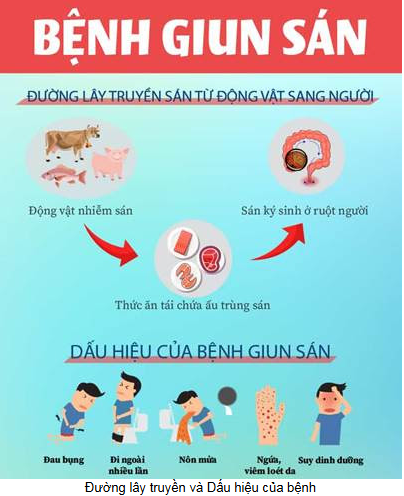 BỆNH GIUN SÁN
ĐƯỜNG LÂY TRUYỀN SÁN TỪ ĐỘNG VẬT SANG NGƯỜI
Động vật nhiễm sán
Sán ký sinh ở ruột người
Thức ăn tái chứa ấu trùng sán
DẤU HIỆU CỦA BỆNH GIUN SÁN
Đau bụng
Đi ngoài
nhiều lần
Nôn mửa
Ngứa,
viêm loét da
Suy dinh dưỡng
Đường lây truyền và Dấu hiệu của bệnh